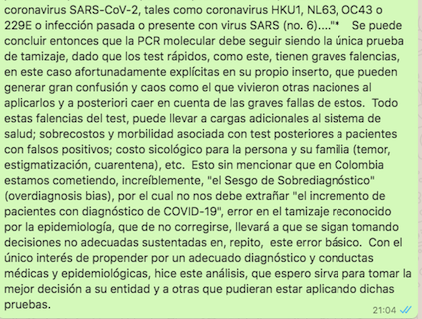 coronavirus SARS-CoV-2, tales como coronavirus HKU1, NL63, OC43 o
229E o infección pasada o presente con virus SARS (no. 6)...."*    Se puede
concluir entonces que la PCR molecular debe seguir siendo la única prueba
de tamizaje, dado que los test rápidos, como este, tienen graves falencias,
en este caso afortunadamente explícitas en su propio inserto, que pueden
generar gran confusión y caos como el que vivieron otras naciones al
aplicarlos y a posteriori caer en cuenta de las graves fallas de estos.  Todo
estas falencias del test, puede llevar a cargas adicionales al sistema de
salud; sobrecostos y morbilidad asociada con test posteriores a pacientes
con falsos positivos; costo sicológico para la persona y su familia (temor,
estigmatización, cuarentena), etc.  Esto sin mencionar que en Colombia
estamos cometiendo, increíblemente, "el Sesgo de Sobrediagnóstico"
(overdiagnosis bias), por el cual no nos debe extrañar "el incremento de
pacientes con diagnóstico de COVID-19", error en el tamizaje reconocido
por la epidemiología, que de no corregirse, llevará a que se sigan tomando
decisiones no adecuadas sustentadas en, repito,  este error básico.  Con el
único interés de propender por un adecuado diagnóstico y conductas
médicas y epidemiológicas, hice este análisis, que espero sirva para tomar la
mejor decisión a su entidad y a otras que pudieran estar aplicando dichas
pruebas.
21:04